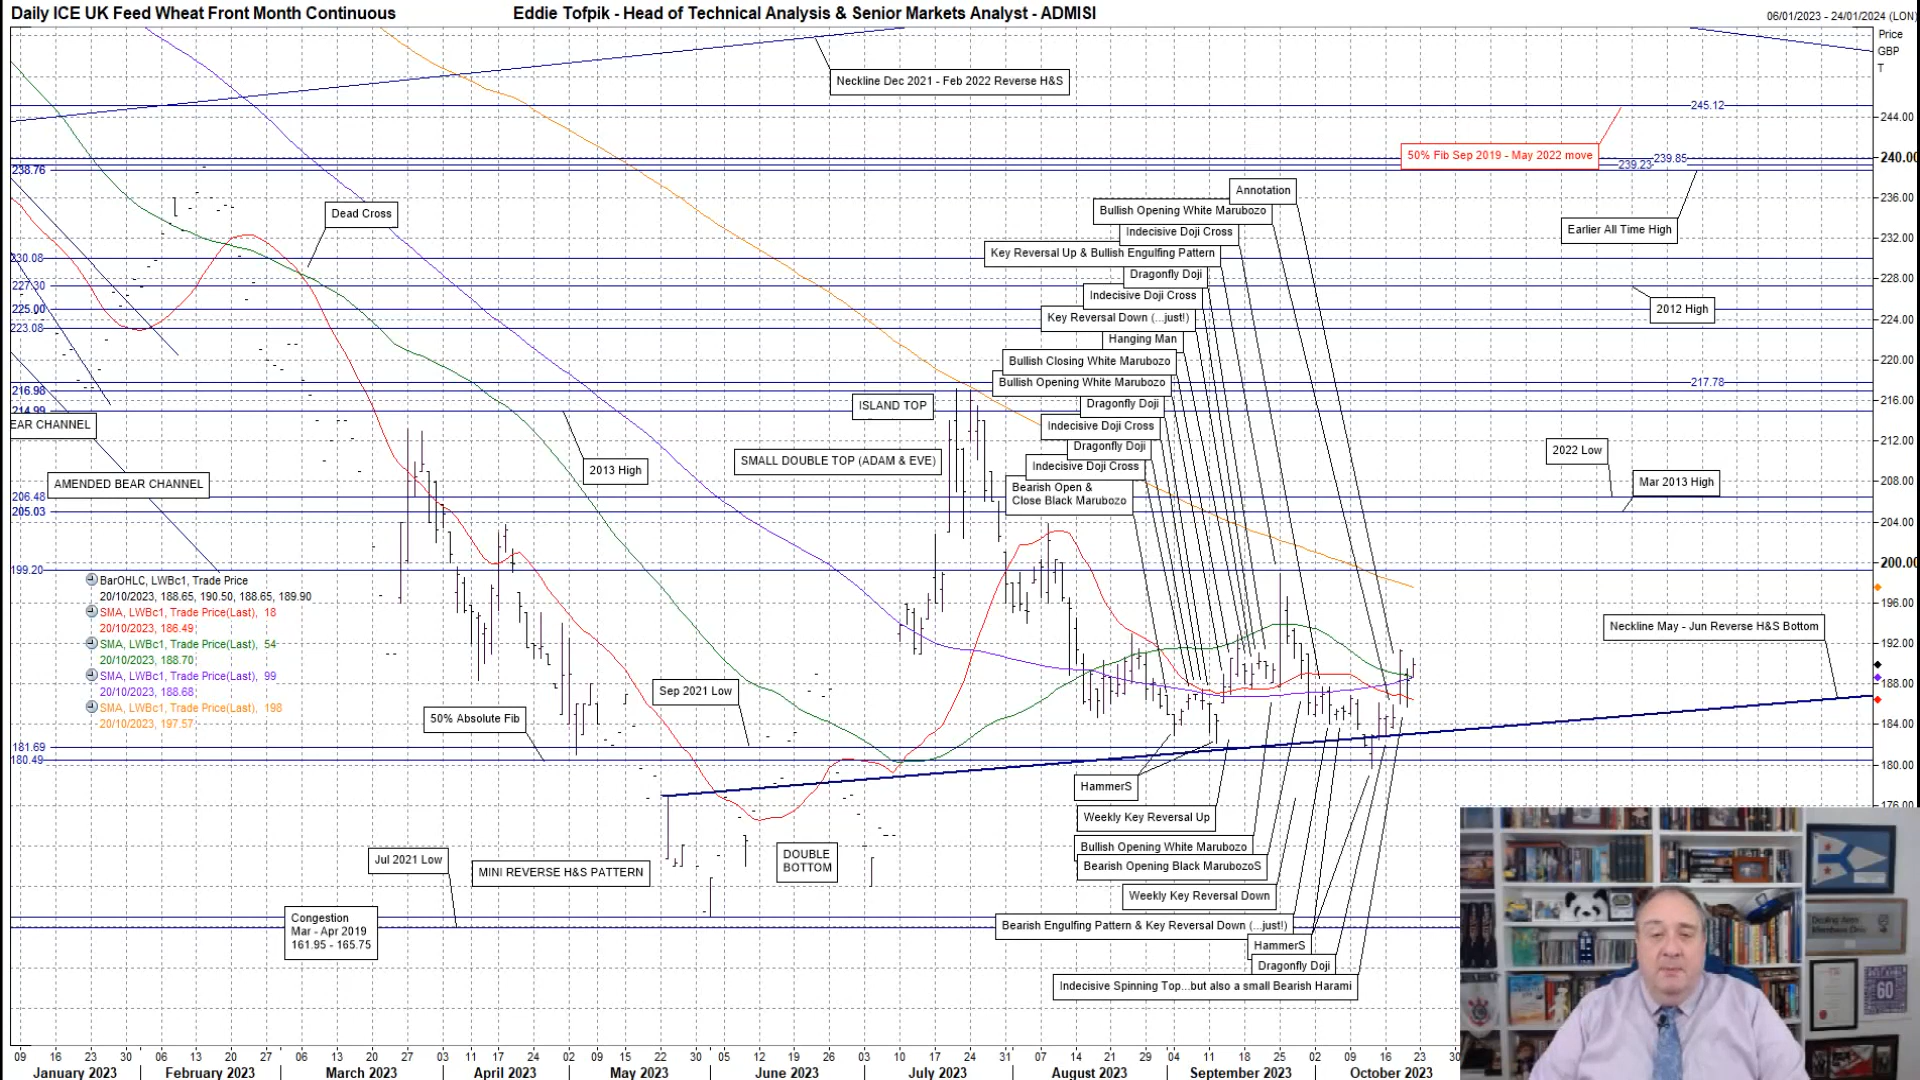 Daily ICE UK Feed Wheat Front Month Continuous
Eddie Tofpik - Head of Technical Analysis & Senior Markets Analyst - ADMISI
06/01/2023 - 24/01/2024 (LON)
Price
GBP
T
Neckline Dec 2021 - Feb 2022 Reverse H&S
245.12
244.00
50% Fib Sep 2019 - May 2022 move
239.85
239.23
240.00
238.76
236.00
Annotation
Bullish Opening White Marubozo
Dead Cross
Indecisive Doji Cross
Earlier All Time High
232.00
Key Reversal Up & Bullish Engulfing Pattern
230.08
Dragonfly Doji
228.00
227.30
Indecisive Doji Cross
225.00
2012 High
Key Reversal Down (...just!)
224.00
223.08
Hanging Man
Bullish Closing White Marubozo
220.00
Bullish Opening White Marubozo
217.78
216.98
216.00
ISLAND TOP
Dragonfly Doji
214.99
EAR CHANNEL
Indecisive Doji Cross
212.00
Dragonfly Doji
2022 Low
SMALL DOUBLE TOP (ADAM & EVE)
Indecisive Doji Cross
2013 High
AMENDED BEAR CHANNEL
Bearish Open &
Close Black Marubozo
Mar 2013 High
208.00
206.48
205.03
204.00
199.20
200.00
BarOHLC, LWBc1, Trade Price
20/10/2023, 188.65, 190.50, 188.65, 189.90
SMA, LWBc1, Trade Price(Last), 18
20/10/2023, 186.49
SMA, LWBc1, Trade Price(Last), 54
20/10/2023, 188.70
SMA, LWBc1, Trade Price(Last), 99
20/10/2023, 188.68
SMA, LWBc1, Trade Price(Last), 198
20/10/2023, 197.57
196.00
Neckline May - Jun Reverse H&S Bottom
192.00
188.00
Sep 2021 Low
50% Absolute Fib
184.00
181.69
180.49
180.00
HammerS
176.00
Weekly Key Reversal Up
Bullish Opening White Marubozo
DOUBLE
BOTTOM
Jul 2021 Low
MINI REVERSE H&S PATTERN
Bearish Opening Black MarubozoS
Weekly Key Reversal Down
Congestion
Mar - Apr 2019
161.95 - 165.75
Bearish Engulfing Pattern & Key Reversal Down (...just!)
HammerS
Dragonfly Doji
Indecisive Spinning Top...but also a small Bearish Harami
60
09 16 23 30 06 13 20 27 06 13 20 27 03 11 17 24 02 09 15 22 30 05 12 19 26 03 10 17 24 31 07 14 21 29 04 11 18 25 02 09 16 23 30
January 2023 February 2023 March 2023 April 2023 May 2023 June 2023 July 2023 August 2023 September 2023 October 2023